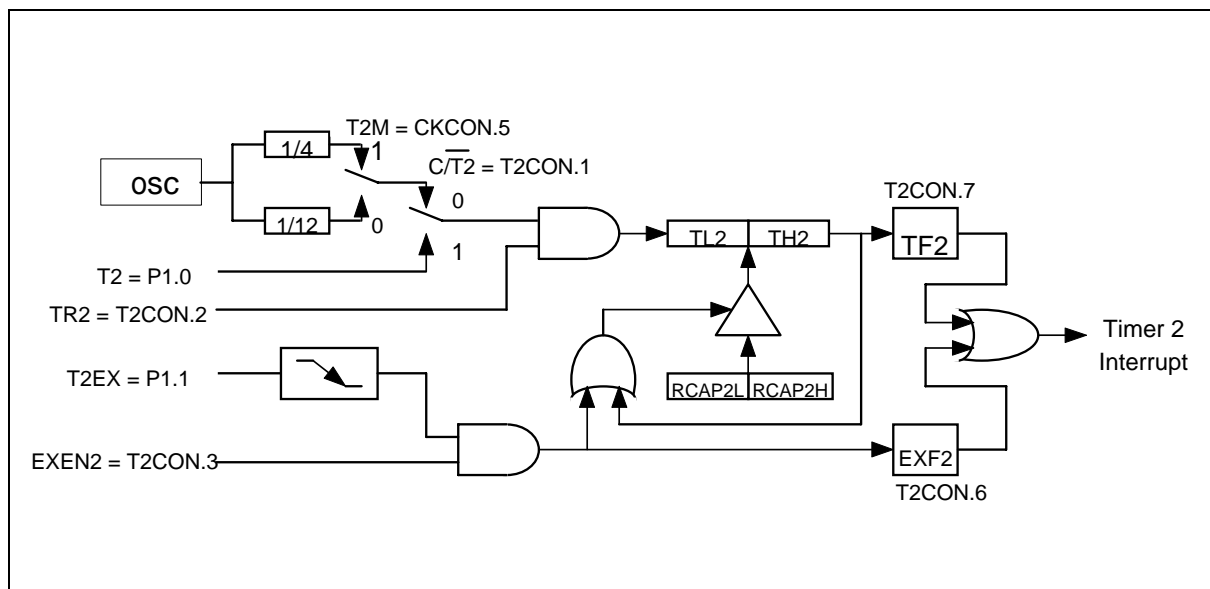 T2M = CKCON.5
1/4
1
C/T2 = T2CON.1
osc
0
T2CON.7
1/12
0
TF2
TL2 TH2
1
T2 = P1.0
TR2 = T2CON.2
Timer 2
Interrupt
T2EX = P1.1
RCAP2L RCAP2H
EXEN2 = T2CON.3
EXF2
T2CON.6